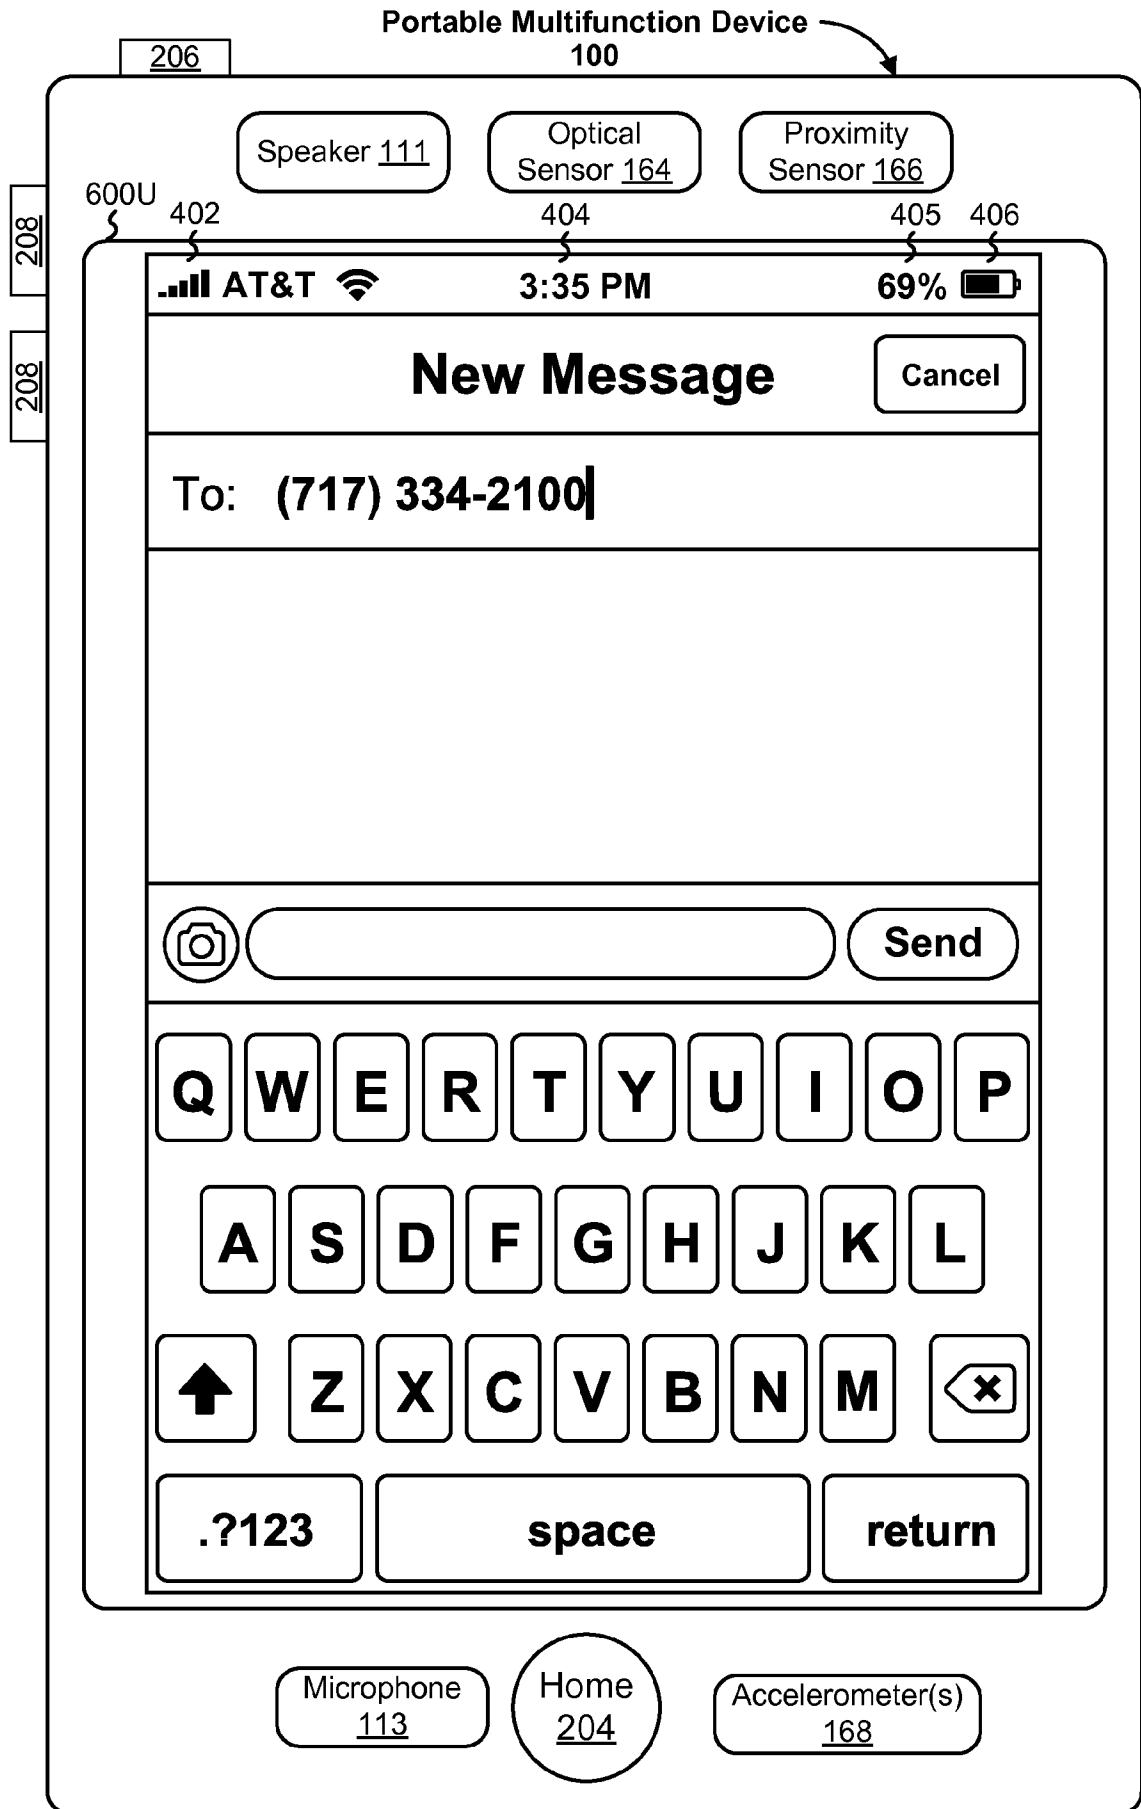 Portable Multifunction Device
100
206
Speaker 111
Optical
Sensor 164
Proximity
Sensor 166
600U
402
404
405
406
208
208
AT&T
3:35 PM
69%
New Message
Cancel
To: (717) 334-2100
Send
Q W E R T Y U I O P
A S D F G H J K L
Z X C V B N M
.?123 space return
Microphone
113
Home
204
Accelerometer(s)
168